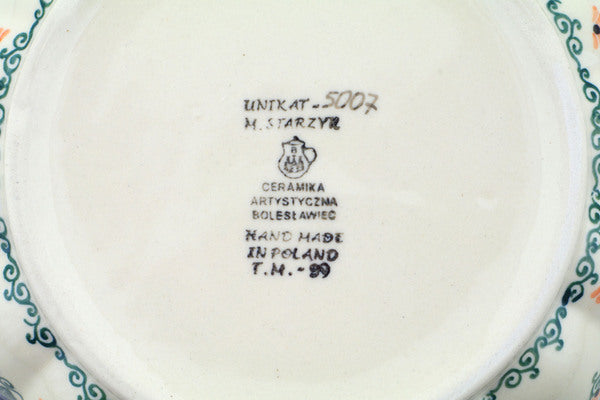 UNIKAT-5007
M. STARZYK
B
CERAMIKA
ARTYSTYCZNA
BOLESŁAWIEC
HAND MADE
IN POLAND
T.M.-99